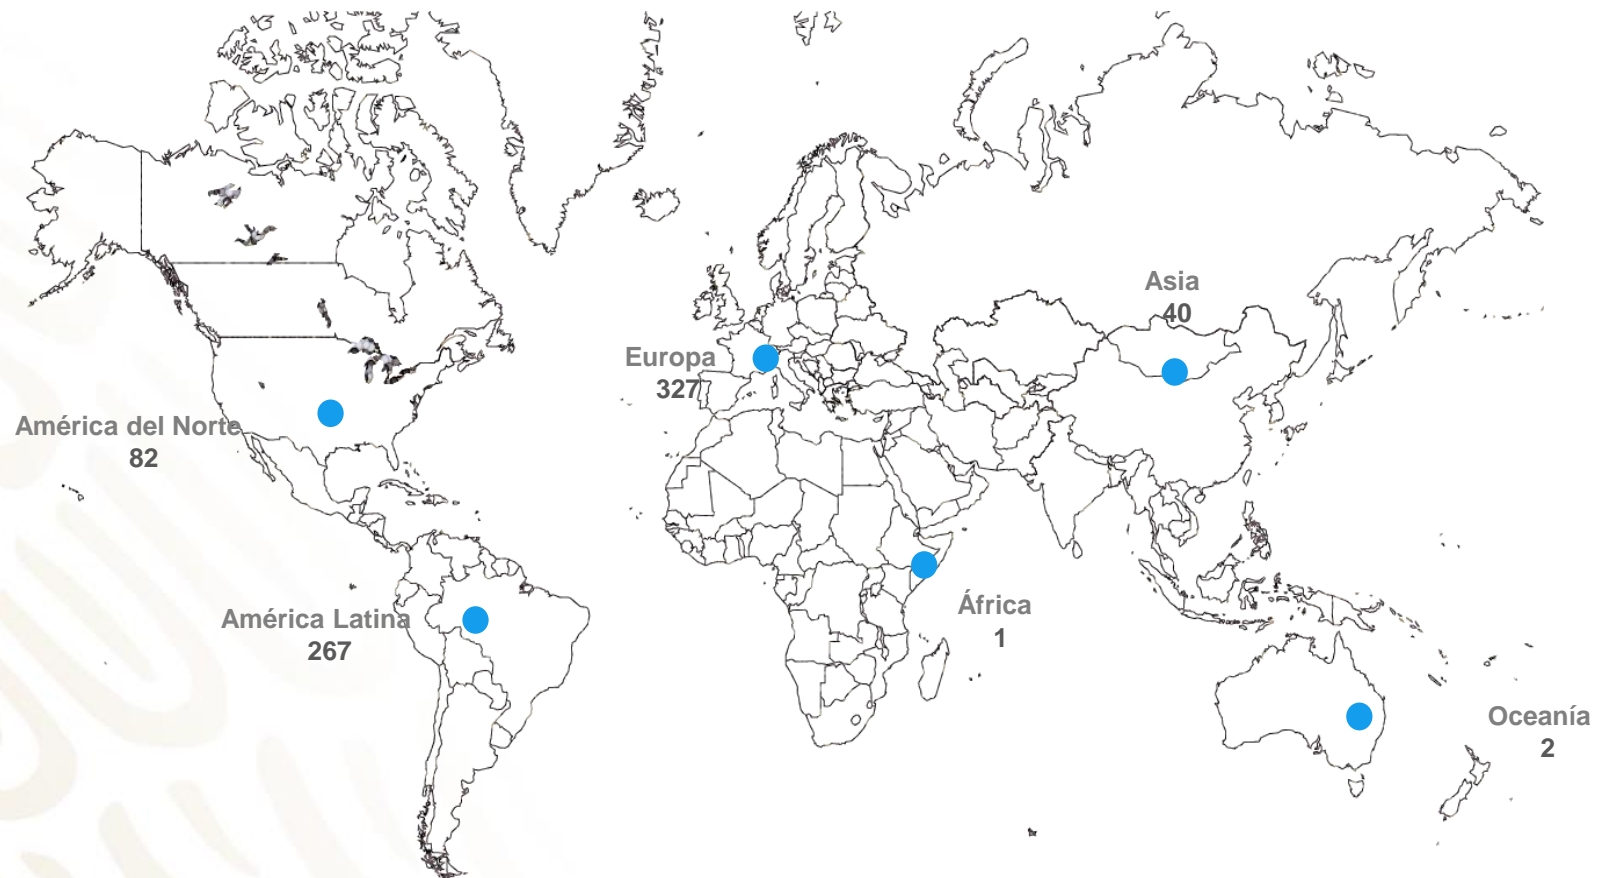 Asia
40
Europa
327
América del Norte
82
América Latina
267
África
1
Oceanía
2